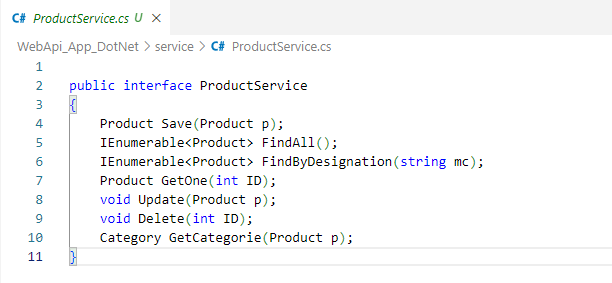 C# ProductService.cs U ×
WebApi_App_DotNet > service > C# ProductService.cs
1
2 public interface ProductService
3 {
4 Product Save(Product p);
5 IEnumerable<Product> FindAll();
6 IEnumerable<Product> FindByDesignation(string mc);
7 Product GetOne(int ID);
8 void Update(Product p);
9 void Delete(int ID);
10 Category GetCategorie(Product p);
11 }